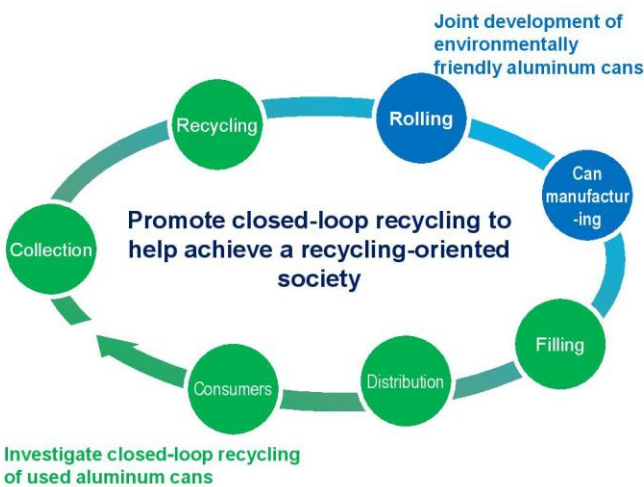 Joint development of
environmentally
friendly aluminum cans
Recycling
Rolling
Can
manufactur
-ing
Promote closed-loop recycling to
help achieve a recycling-oriented
society
Collection
Filling
Distribution
Consumers
Investigate closed-loop recycling
of used aluminum cans